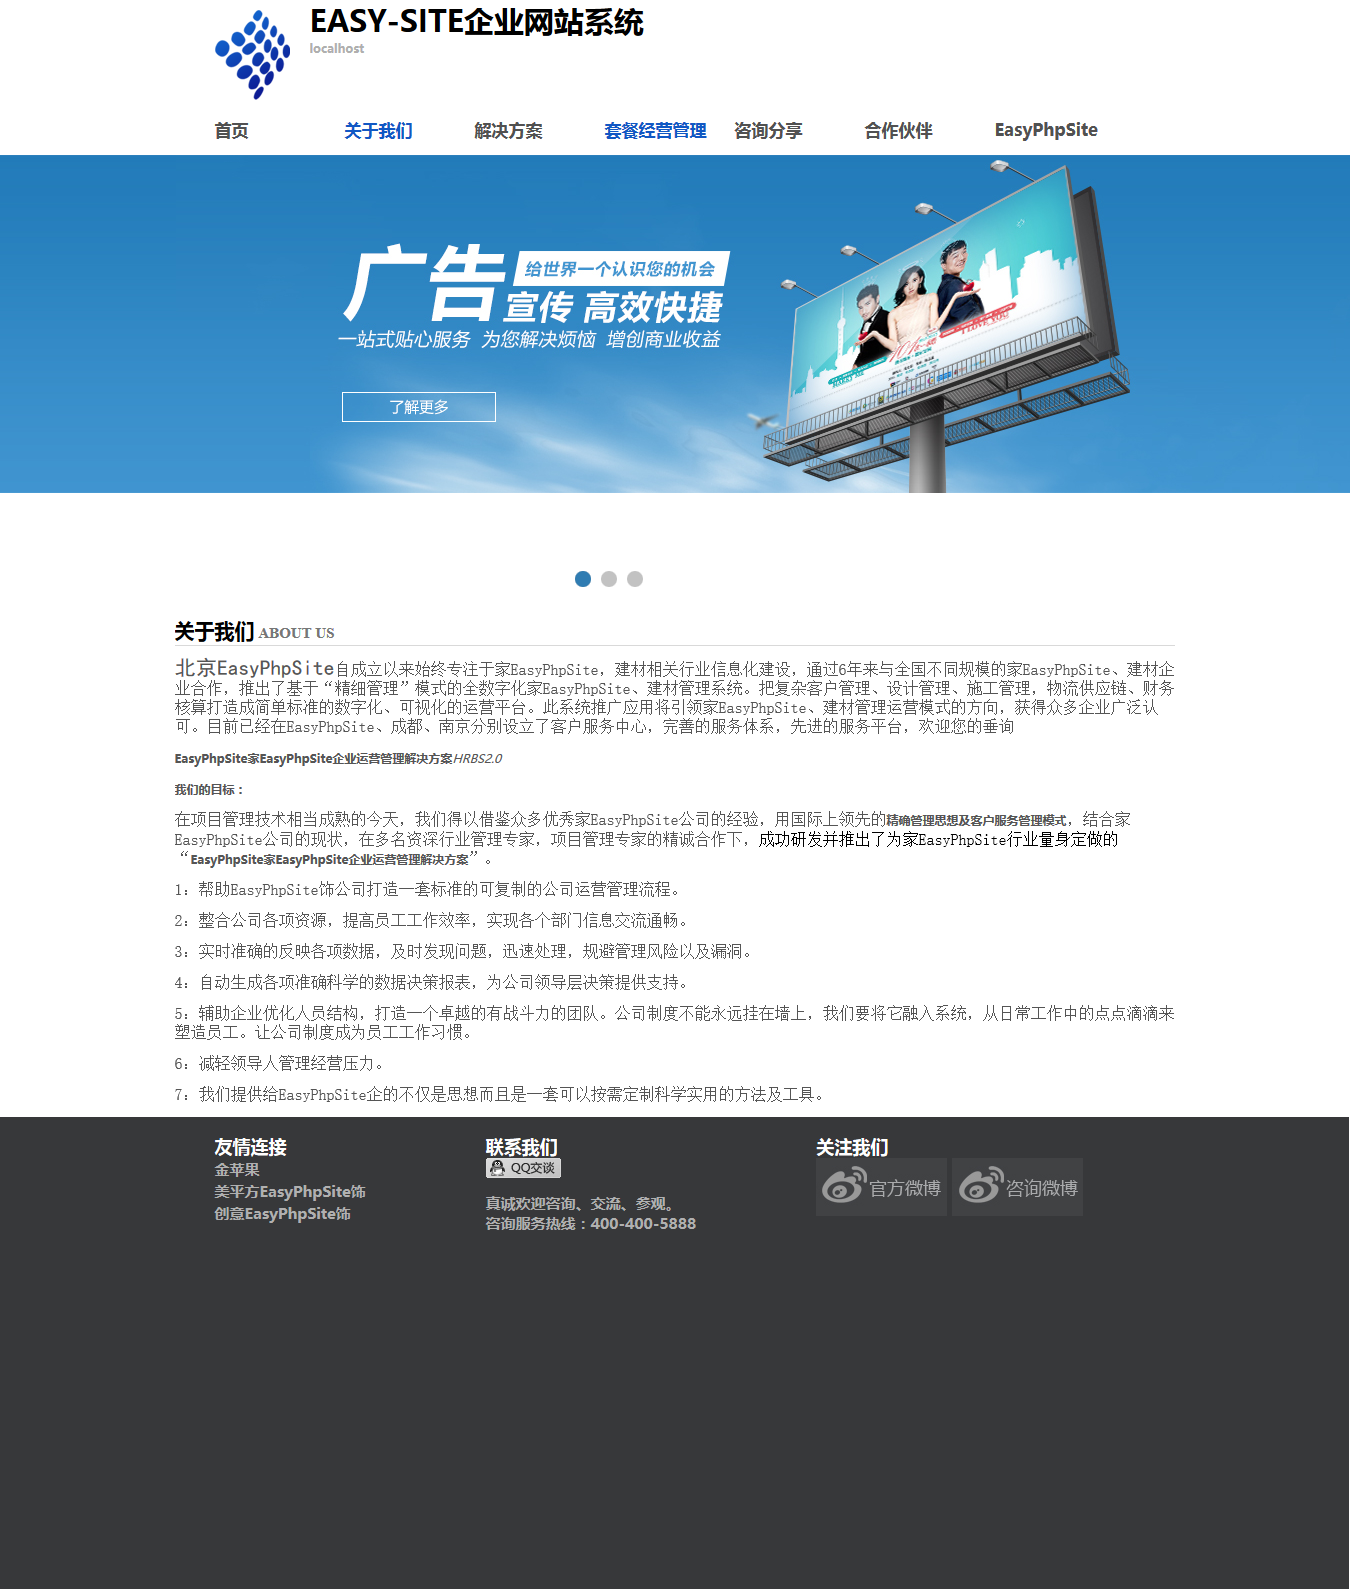 EASY-SITE企业网站系统
localhost
首页 关于我们 解决方案 套餐经营管理 咨询分享 合作伙伴 EasyPhpSite
广告 给世界一个认识您的机会
宣传 高效快捷
一站式贴心服务 为您解决烦恼 增创商业收益
了解更多
关于我们 ABOUT US
北京EasyPhpSite自成立以来始终专注于家EasyPhpSite，建材相关行业信息化建设，通过6年来与全国不同规模的家EasyPhpSite、建材企
业合作，推出了基于“精细管理”模式的全数字化家EasyPhpSite、建材管理系统。把复杂客户管理、设计管理、施工管理，物流供应链、财务
核算打造成简单标准的数字化、可视化的运营平台。此系统推广应用将引领家EasyPhpSite、建材管理运营模式的方向，获得众多企业广泛认
可。目前已经在EasyPhpSite、成都、南京分别设立了客户服务中心，完善的服务体系，先进的服务平台，欢迎您的垂询
EasyPhpSite家EasyPhpSite企业运营管理解决方案HRBS2.0
我们的目标：
在项目管理技术相当成熟的今天，我们得以借鉴众多优秀家EasyPhpSite公司的经验，用国际上领先的精确管理思想及客户服务管理模式，结合家
EasyPhpSite公司的现状，在多名资深行业管理专家，项目管理专家的精诚合作下，成功研发并推出了为家EasyPhpSite行业量身定做的
“EasyPhpSite家EasyPhpSite企业运营管理解决方案”。
1：帮助EasyPhpSite饰公司打造一套标准的可复制的公司运营管理流程。
2：整合公司各项资源，提高员工工作效率，实现各个部门信息交流通畅。
3：实时准确的反映各项数据，及时发现问题，迅速处理，规避管理风险以及漏洞。
4：自动生成各项准确科学的数据决策报表，为公司领导层决策提供支持。
5：辅助企业优化人员结构，打造一个卓越的有战斗力的团队。公司制度不能永远挂在墙上，我们要将它融入系统，从日常工作中的点点滴滴来
塑造员工。让公司制度成为员工工作习惯。
6：减轻领导人管理经营压力。
7：我们提供给EasyPhpSite企的不仅是思想而且是一套可以按需定制科学实用的方法及工具。
友情连接
金苹果
美平方EasyPhpSite饰
创意EasyPhpSite饰
联系我们
QQ交谈
真诚欢迎咨询、交流、参观。
咨询服务热线：400-400-5888
关注我们
官方微博 咨询微博